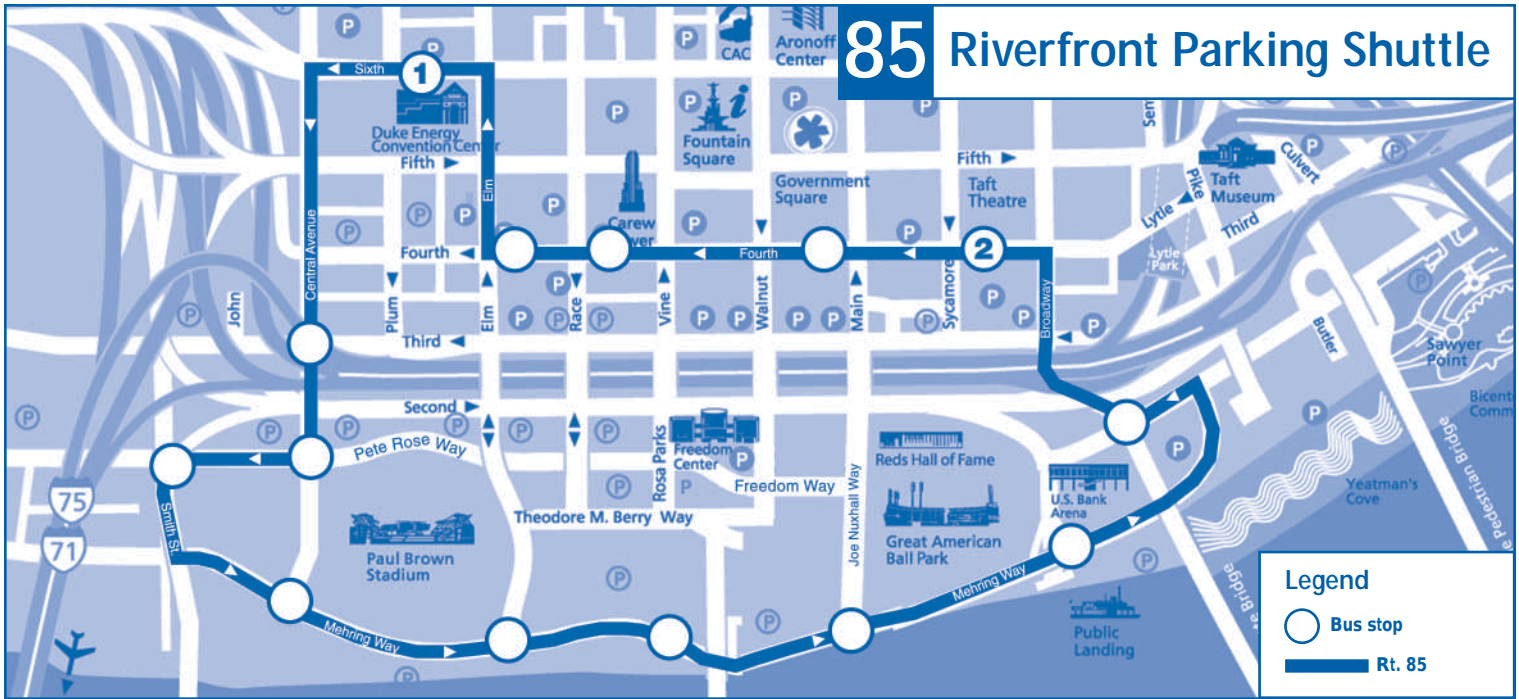 85 Riverfront Parking Shuttle
P
P
P
CAC
Aronoff
Center
Sixth
1
Duke Energy
Convention Center
Fifth
P
P
i
P
P
Fountain
Square
Fifth
Government
Square
Taft
Theatre
Pike
Culvert
P
P
Taft
Museum
Lytle
Third
Lytle
Park
Elm
P
P
P
P
Carew
P
P
Central Avenue
Fourth
Fourth
2
John
P
Plum
Elm
P
Race
Vine
Walnut
Main
Sycamore
P
P
Broadway
P
P
P
P
P
P
P
P
P
P
P
Butler
Sawyer
Point
Third
Second
P
P
P
P
P
P
P
Pete Rose Way
Rosa Parks
Freedom
Center
P
Reds Hall of Fame
P
P
75
71
Smith St.
P
P
Freedom Way
Joe Nuxhall Way
U.S. Bank
Arena
Yeatman's
Cove
e Pedestrian Bridge
Theodore M. Berry Way
Paul Brown
Stadium
Great American
Ball Park
P
P
P
Mehring Way
Mehring Way
Public
Landing
P
te Bridge
Legend
Bus stop
Rt. 85